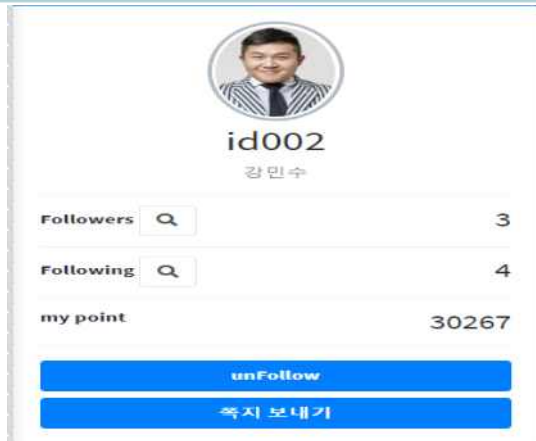 id002
강민수
Followers 3
Following 4
my point 30267
unFollow
쪽지 보내기